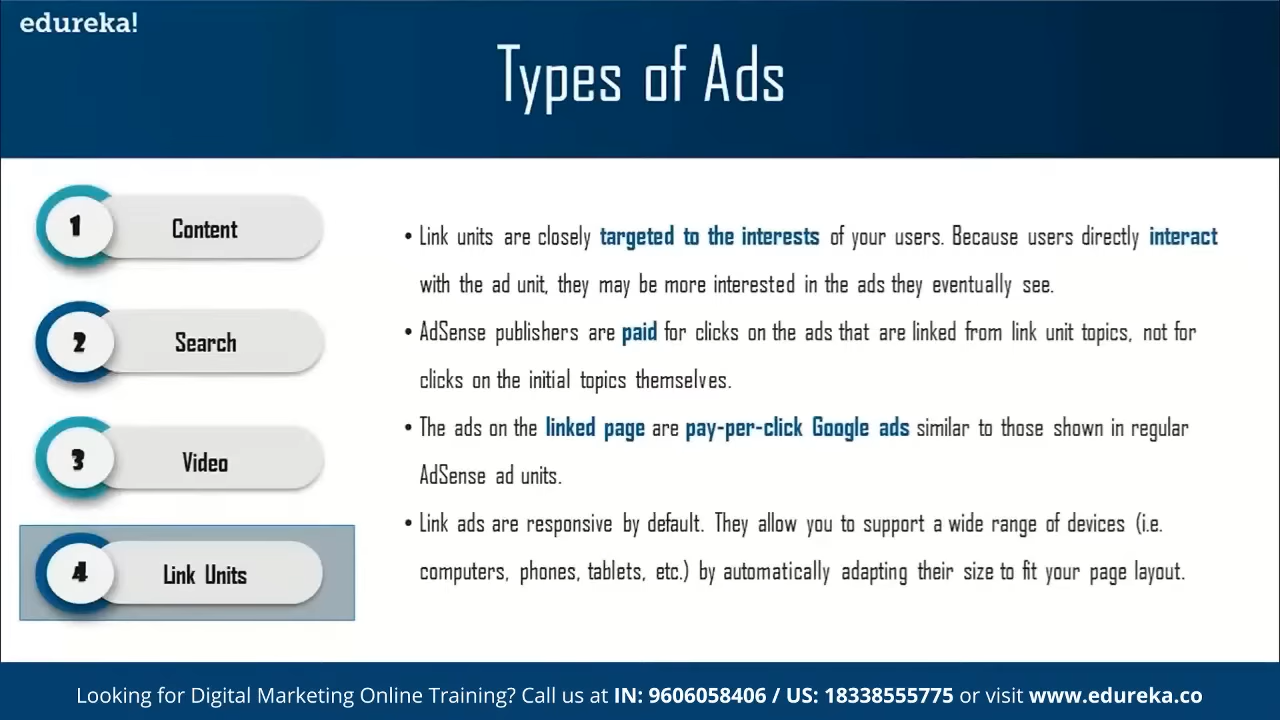 edureka!
Types of Ads
1 Content
2 Search
3 Video
4 Link Units
• Link units are closely targeted to the interests of your users. Because users directly interact
with the ad unit, they may be more interested in the ads they eventually see.
• AdSense publishers are paid for clicks on the ads that are linked from link unit topics, not for
clicks on the initial topics themselves.
• The ads on the linked page are pay-per-click Google ads similar to those shown in regular
AdSense ad units.
• Link ads are responsive by default. They allow you to support a wide range of devices (i.e.
computers, phones, tablets, etc.) by automatically adapting their size to fit your page layout.
Looking for Digital Marketing Online Training? Call us at IN: 9606058406 / US: 18338555775 or visit www.edureka.co